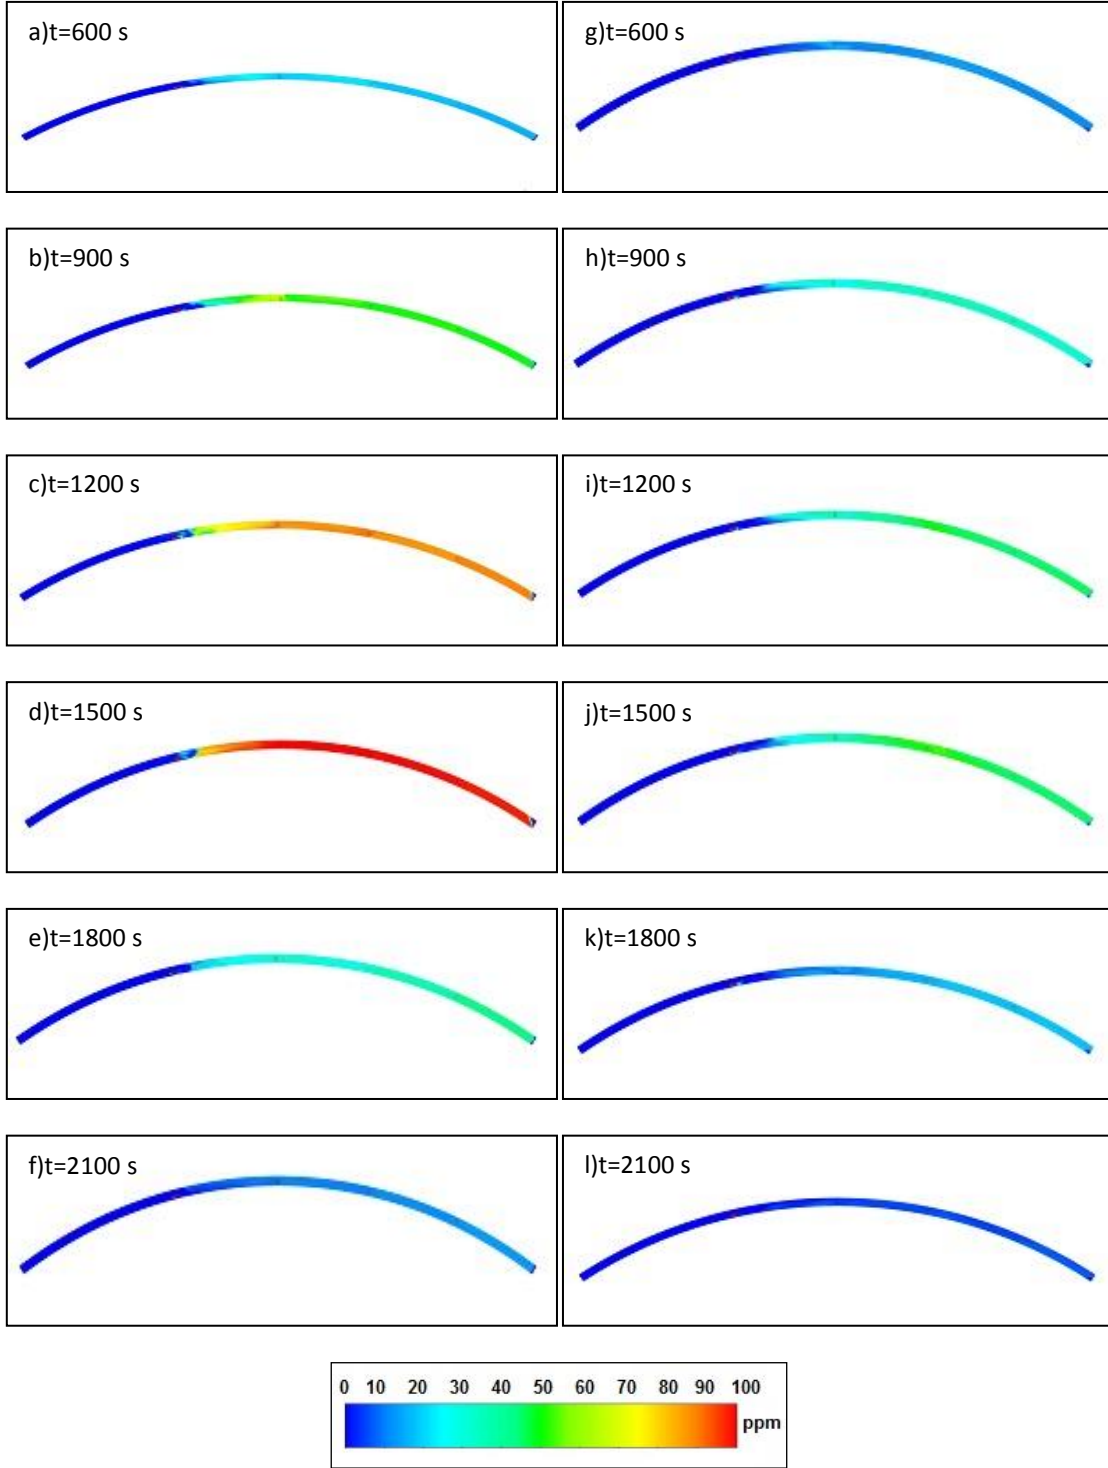 a)t=600 s
g)t=600 s
b)t=900 s
h)t=900 s
c)t=1200 s
i)t=1200 s
d)t=1500 s
j)t=1500 s
e)t=1800 s
k)t=1800 s
f)t=2100 s
l)t=2100 s
0 10 20 30 40 50 60 70 80 90 100
ppm